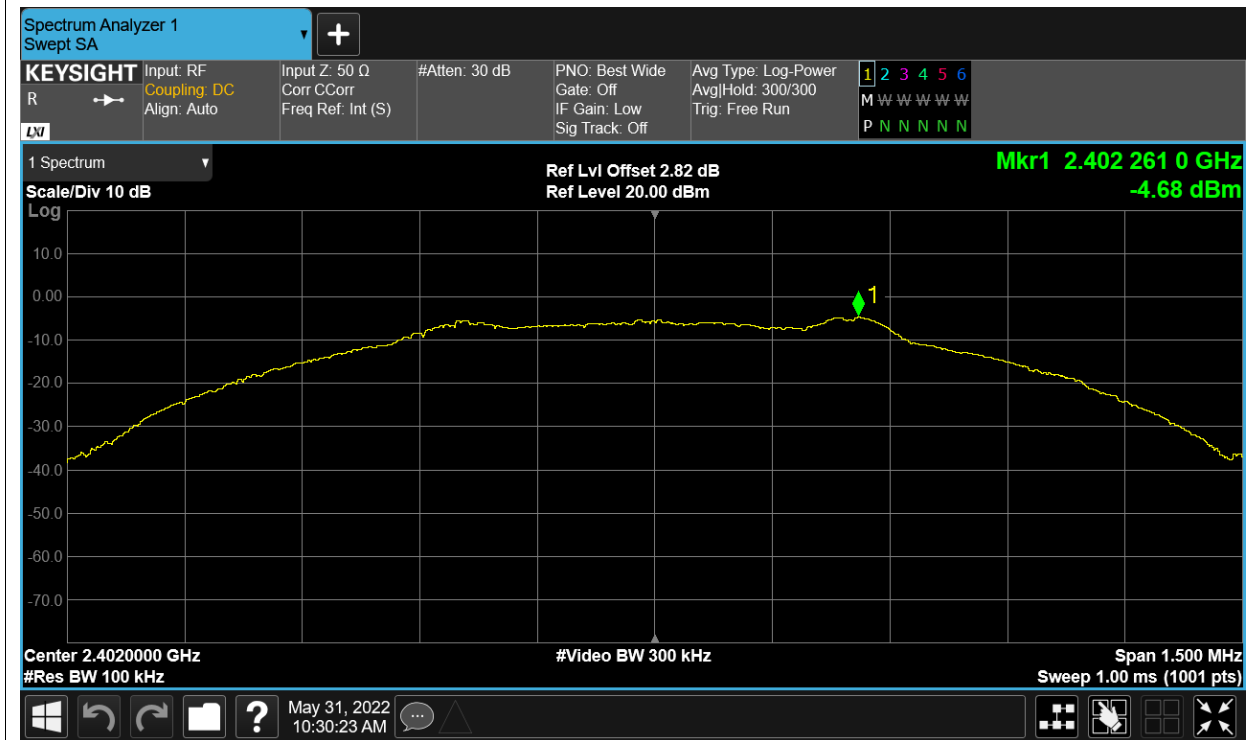 Spectrum Analyzer 1
Swept SA
KEYSIGHT
R
LXI
Input: RF
Coupling: DC
Align: Auto
Input Z: 50 Ω
Corr CCorr
Freq Ref: Int (S)
#Atten: 30 dB
PNO: Best Wide
Gate: Off
IF Gain: Low
Sig Track: Off
Avg Type: Log-Power
Avg|Hold: 300/300
Trig: Free Run
1 2 3 4 5 6
M W W W W W
P N N N N N
1 Spectrum
Scale/Div 10 dB
Log
Ref Lvl Offset 2.82 dB
Ref Level 20.00 dBm
Mkr1 2.402 261 0 GHz
-4.68 dBm
10.0
0.00
-10.0
-20.0
-30.0
-40.0
-50.0
-60.0
-70.0
1
Center 2.4020000 GHz
#Res BW 100 kHz
#Video BW 300 kHz
Span 1.500 MHz
Sweep 1.00 ms (1001 pts)
?
May 31, 2022
10:30:23 AM